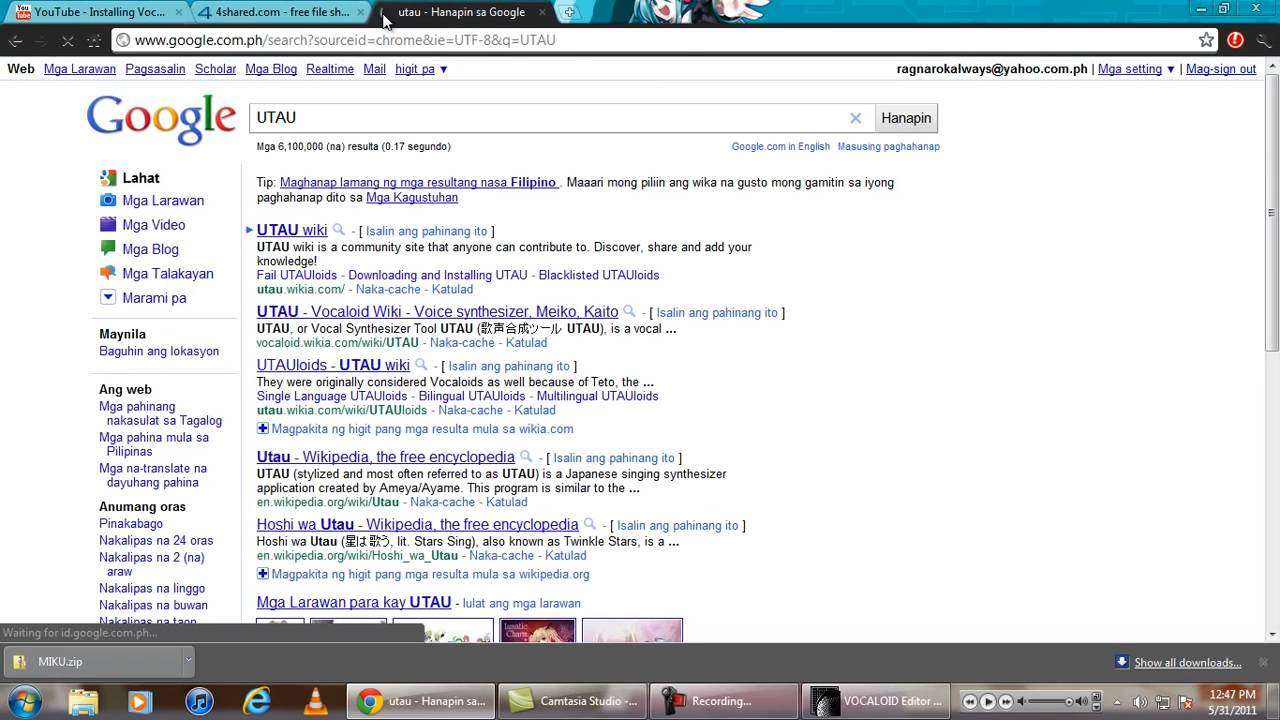 YouTube - Installing Voc...
4shared.com - free file sh...
utau - Hanapin sa Google
www.google.com.ph/search?sourceid=chrome&ie=UTF-8&q=UTAU
Web Mga Larawan Pagsasalin Scholar Mga Blog Realtime Mail higit pa ▼
ragnarokalways@yahoo.com.ph | Mga setting ▼ | Mag-sign out
Google
UTAU
Hanapin
Mga 6,100,000 (na) resulta (0.17 segundo)
Google.com in English Masusing paghahanap
Lahat
Mga Larawan
Mga Video
Mga Blog
Mga Talakayan
Marami pa
Maynila
Baguhin ang lokasyon
Ang web
Mga pahinang
nakasulat sa Tagalog
Mga pahina mula sa
Pilipinas
Mga na-translate na
dayuhang pahina
Anumang oras
Pinakabago
Nakalipas na 24 oras
Nakalipas na 2 (na)
araw
Nakalipas na linggo
Nakalipas na buwan
Nakalipas na taon
Tip: Maghanap lamang ng mga resultang nasa Filipino . Maaari mong piliin ang wika na gusto mong gamitin sa iyong
paghahanap dito sa Mga Kagustuhan
UTAU wiki - [ Isalin ang pahinang ito ]
UTAU wiki is a community site that anyone can contribute to. Discover, share and add your
knowledge!
Fail UTAUloids - Downloading and Installing UTAU - Blacklisted UTAUloids
utau.wikia.com/ - Naka-cache - Katulad
UTAU - Vocaloid Wiki - Voice synthesizer, Meiko, Kaito - [ Isalin ang pahinang ito ]
UTAU, or Vocal Synthesizer Tool UTAU (歌声合成ツール UTAU), is a vocal ...
vocaloid.wikia.com/wiki/UTAU - Naka-cache - Katulad
UTAUloids - UTAU wiki - [ Isalin ang pahinang ito ]
They were originally considered Vocaloids as well because of Teto, the ...
Single Language UTAUloids - Bilingual UTAUloids - Multilingual UTAUloids
utau.wikia.com/wiki/UTAUloids - Naka-cache - Katulad
Magpakita ng higit pang mga resulta mula sa wikia.com
Utau - Wikipedia, the free encyclopedia - [ Isalin ang pahinang ito ]
UTAU (stylized and most often referred to as UTAU) is a Japanese singing synthesizer
application created by Ameya/Ayame. This program is similar to the ...
en.wikipedia.org/wiki/Utau - Naka-cache - Katulad
Hoshi wa Utau - Wikipedia, the free encyclopedia - [ Isalin ang pahinang ito ]
Hoshi wa Utau (星は歌う, lit. Stars Sing), also known as Twinkle Stars, is a ...
en.wikipedia.org/wiki/Hoshi_wa_Utau - Naka-cache - Katulad
Magpakita ng higit pang mga resulta mula sa wikipedia.org
Mga Larawan para kay UTAU - lulat ang mga larawan
Waiting for id.google.com.ph...
MIKU.zip
Show all downloads...
utau - Hanapin sa...
Camtasia Studio -...
Recording...
VOCALOID Editor ...
12:47 PM
5/31/2011